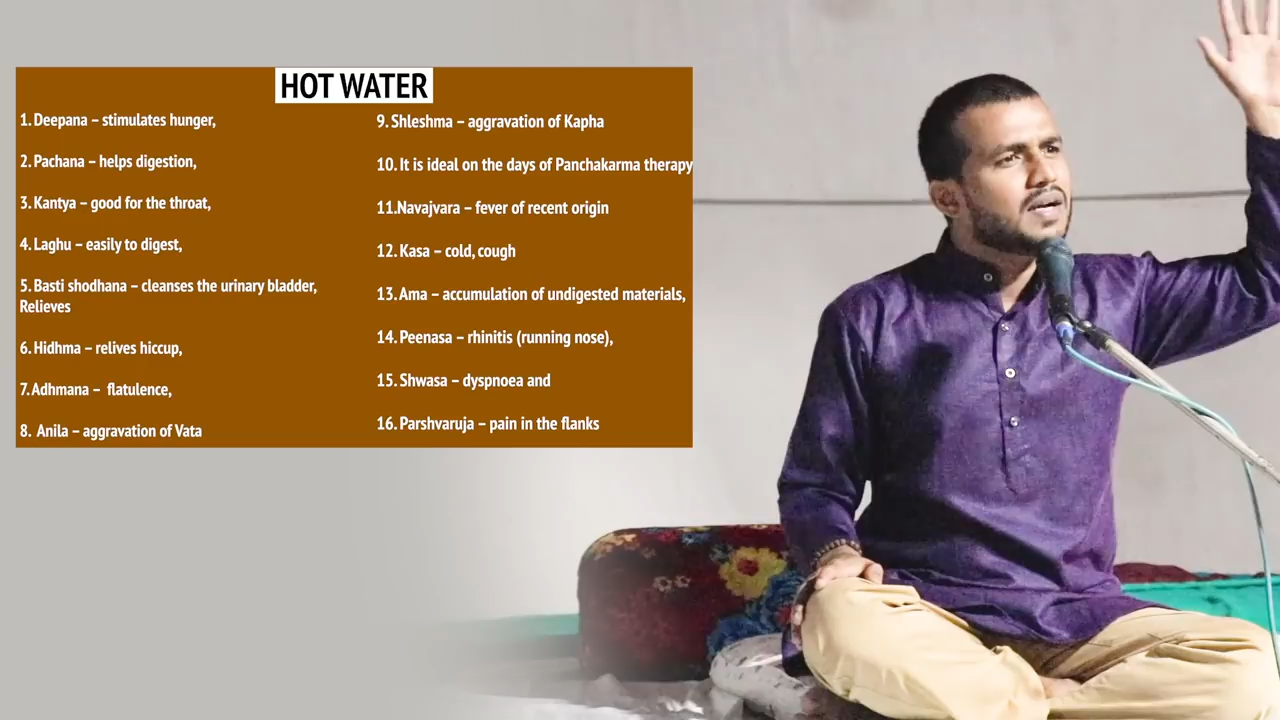 HOT WATER
1. Deepana – stimulates hunger,
2. Pachana – helps digestion,
3. Kantya – good for the throat,
4. Laghu – easily to digest,
5. Basti shodhana – cleanses the urinary bladder,
Relieves
6. Hidhma – relives hiccup,
7. Adhmana –  flatulence,
8.  Anila – aggravation of Vata
9. Shleshma – aggravation of Kapha
10. It is ideal on the days of Panchakarma therapy
11.Navajvara – fever of recent origin
12. Kasa – cold, cough
13. Ama – accumulation of undigested materials,
14. Peenasa – rhinitis (running nose),
15. Shwasa – dyspnoea and
16. Parshvaruja – pain in the flanks